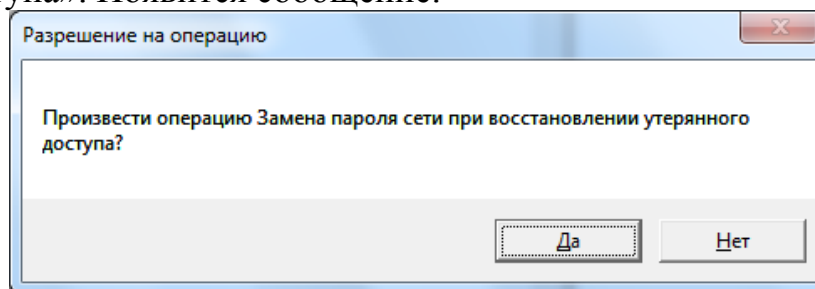 Появится сообщение:
Разрешение на операцию
Произвести операцию Замена пароля сети при восстановлении утерянного
доступа?
Да
Нет